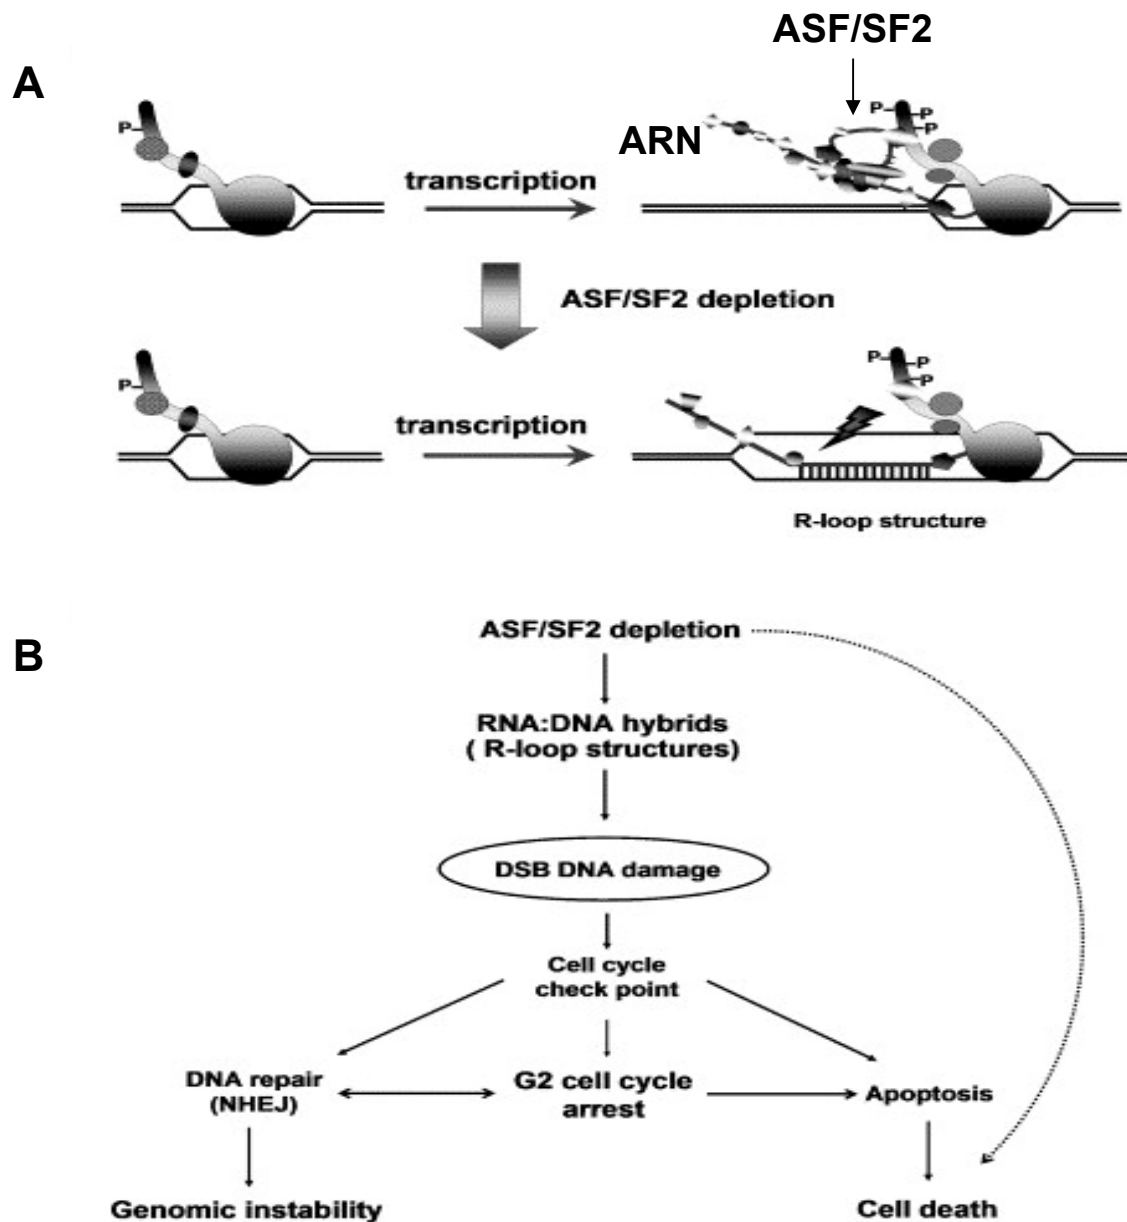 A
ASF/SF2
P
ARN
P
P
P
transcription
ASF/SF2 depletion
P
P
P
P
transcription
R-loop structure
B
ASF/SF2 depletion
RNA:DNA hybrids
( R-loop structures)
DSB DNA damage
Cell cycle
check point
DNA repair
(NHEJ)
G2 cell cycle
arrest
Apoptosis
Genomic instability
Cell death